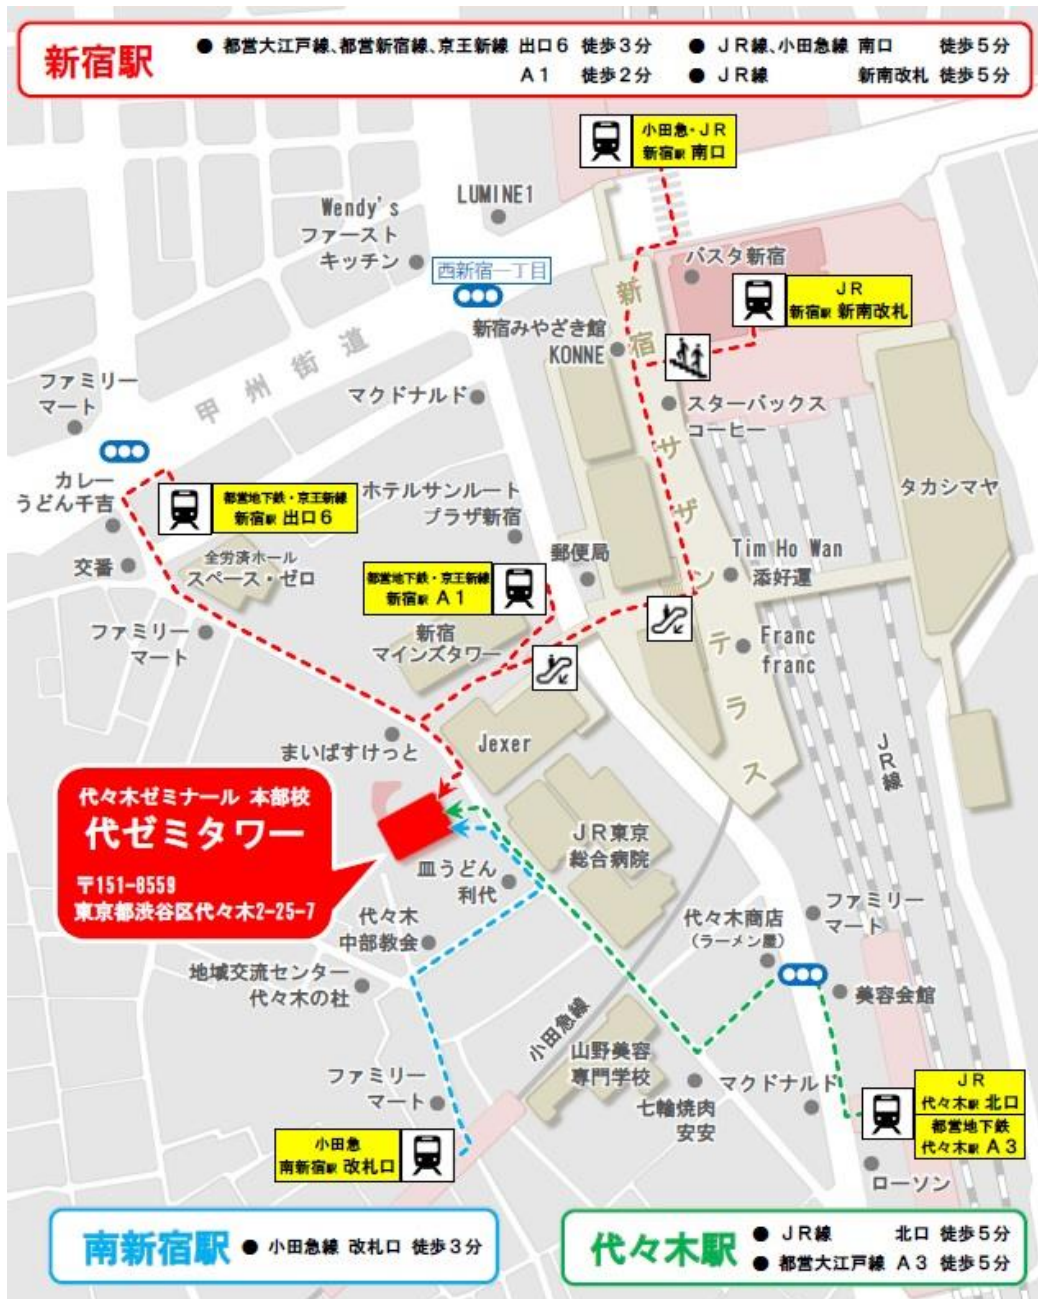 新宿駅
● 都営大江戸線、都営新宿線、京王新線 出口6 徒歩3分
A1 徒歩2分
● JR線、小田急線 南口 徒歩5分
● JR線 新南改札 徒歩5分
小田急・JR
新宿駅 南口
LUMINE1
Wendy's
ファースト
キッチン
西新宿一丁目
バスタ新宿
JR
新宿駅 新南改札
新宿みやざき館
KONNE
新宿サザンテラス
甲州街道
ファミリー
マート
マクドナルド
スターバックス
コーヒー
カレー
うどん千吉
都営地下鉄・京王新線
新宿駅 出口6
ホテルサンルート
プラザ新宿
タカシマヤ
交番
全労済ホール
スペース・ゼロ
都営地下鉄・京王新線
新宿駅 A1
郵便局
Tim Ho Wan
添好運
ファミリー
マート
新宿
マインズタワー
Franc
franc
まいばすけっと
Jexer
JR線
代々木ゼミナール 本部校
代ゼミタワー
〒151-8559
東京都渋谷区代々木2-25-7
JR東京
総合病院
皿うどん
利代
代々木
中部教会
代々木商店
(ラーメン屋)
ファミリー
マート
地域交流センター
代々木の杜
美容会館
小田急線
山野美容
専門学校
ファミリー
マート
七輪焼肉
安安
マクドナルド
JR
代々木駅 北口
都営地下鉄
代々木駅 A3
小田急
南新宿駅 改札口
ローソン
南新宿駅
● 小田急線 改札口 徒歩3分
代々木駅
● JR線 北口 徒歩5分
● 都営大江戸線 A3 徒歩5分